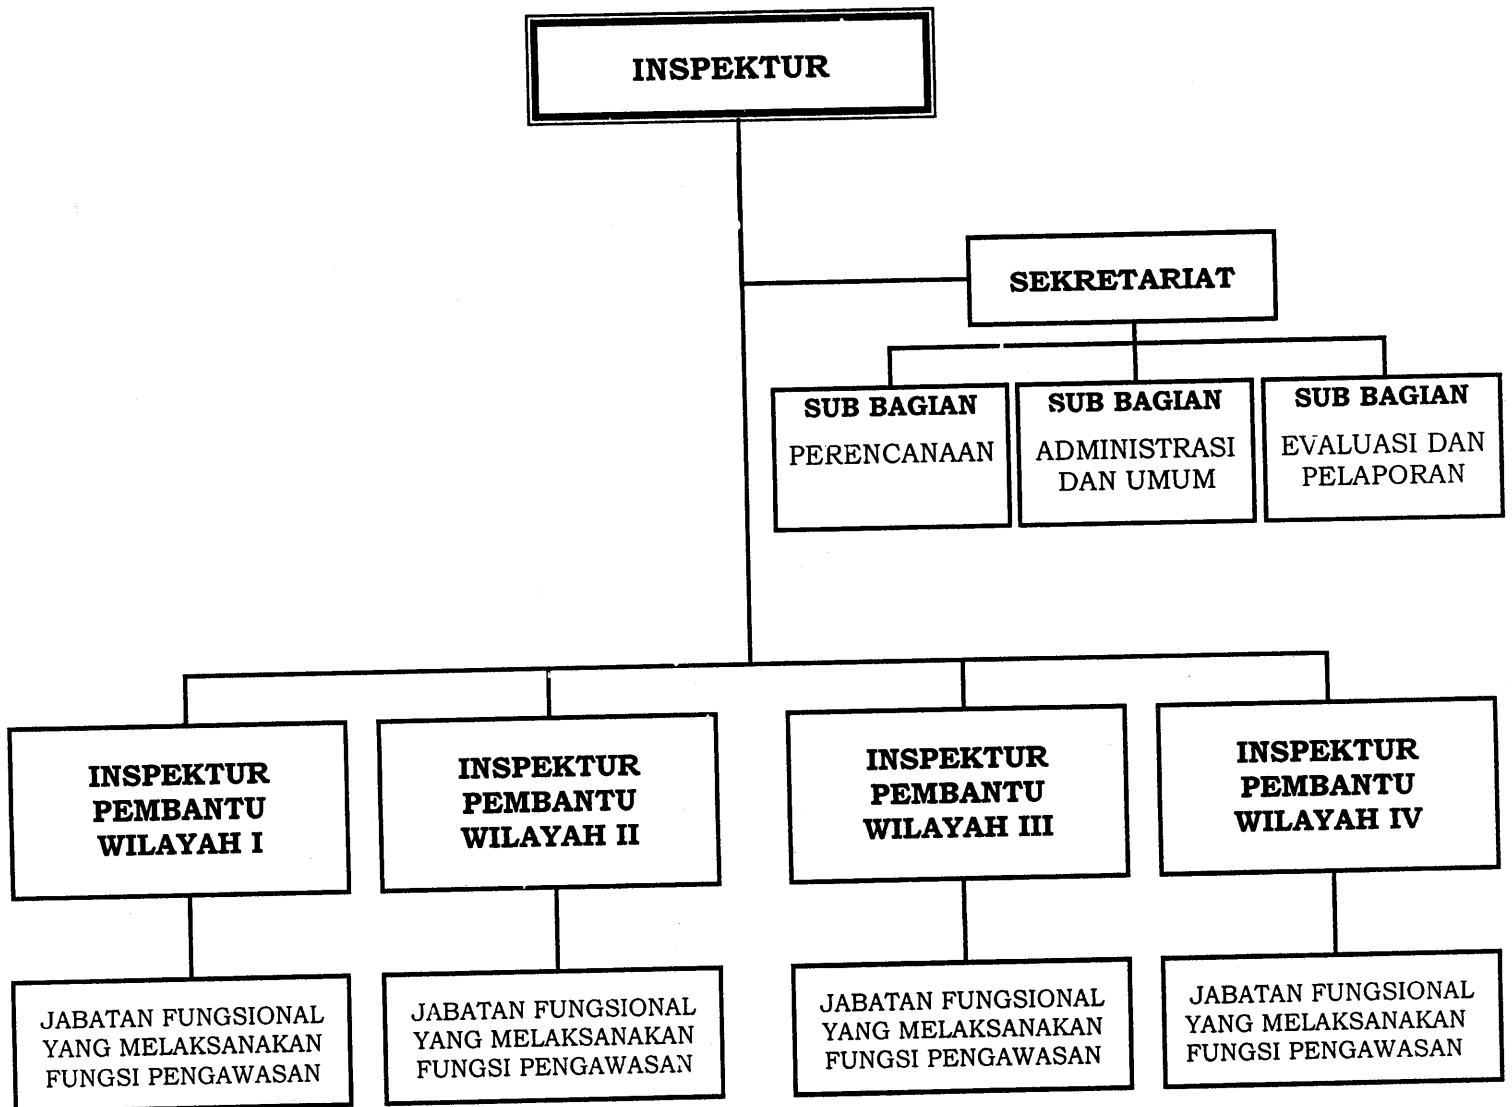 INSPEKTUR
SEKRETARIAT
SUB BAGIAN
PERENCANAAN
SUB BAGIAN
ADMINISTRASI
DAN UMUM
SUB BAGIAN
EVALUASI DAN
PELAPORAN
INSPEKTUR
PEMBANTU
WILAYAH I
INSPEKTUR
PEMBANTU
WILAYAH II
INSPEKTUR
PEMBANTU
WILAYAH III
INSPEKTUR
PEMBANTU
WILAYAH IV
JABATAN FUNGSIONAL
YANG MELAKSANAKAN
FUNGSI PENGAWASAN
JABATAN FUNGSIONAL
YANG MELAKSANAKAN
FUNGSI PENGAWASAN
JABATAN FUNGSIONAL
YANG MELAKSANAKAN
FUNGSI PENGAWASAN
JABATAN FUNGSIONAL
YANG MELAKSANAKAN
FUNGSI PENGAWASAN